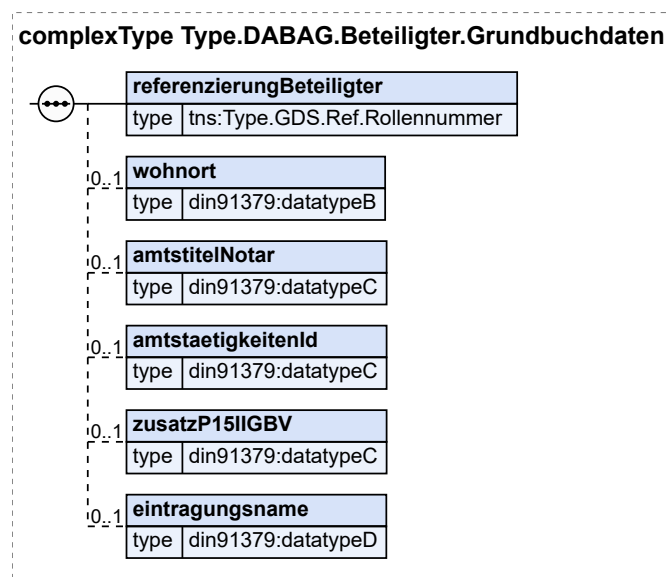 complexType Type.DABAG.Beteiligter.Grundbuchdaten
referenzierungBeteiligter
type tns:Type.GDS.Ref.Rollennummer
0..1 wohnort
type din91379:datatypeB
0..1 amtstitelNotar
type din91379:datatypeC
0..1 amtstaetigkeitenId
type din91379:datatypeC
0..1 zusatzP15IIGBV
type din91379:datatypeC
0..1 eintragungsname
type din91379:datatypeD